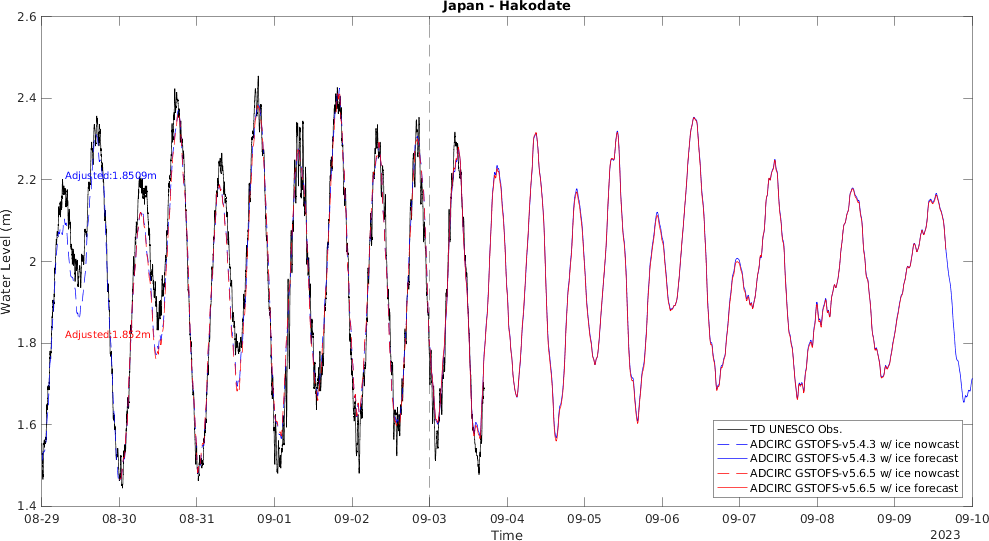 Japan - Hakodate
2.6
2.4
2.2
2
1.8
1.6
1.4
Water Level (m)
Adjusted:1.8509m
Adjusted:1.852m
TD UNESCO Obs.
ADCIRC GSTOFS-v5.4.3 w/ ice nowcast
ADCIRC GSTOFS-v5.4.3 w/ ice forecast
ADCIRC GSTOFS-v5.6.5 w/ ice nowcast
ADCIRC GSTOFS-v5.6.5 w/ ice forecast
08-29 08-30 08-31 09-01 09-02 09-03 09-04 09-05 09-06 09-07 09-08 09-09 09-10
Time
2023